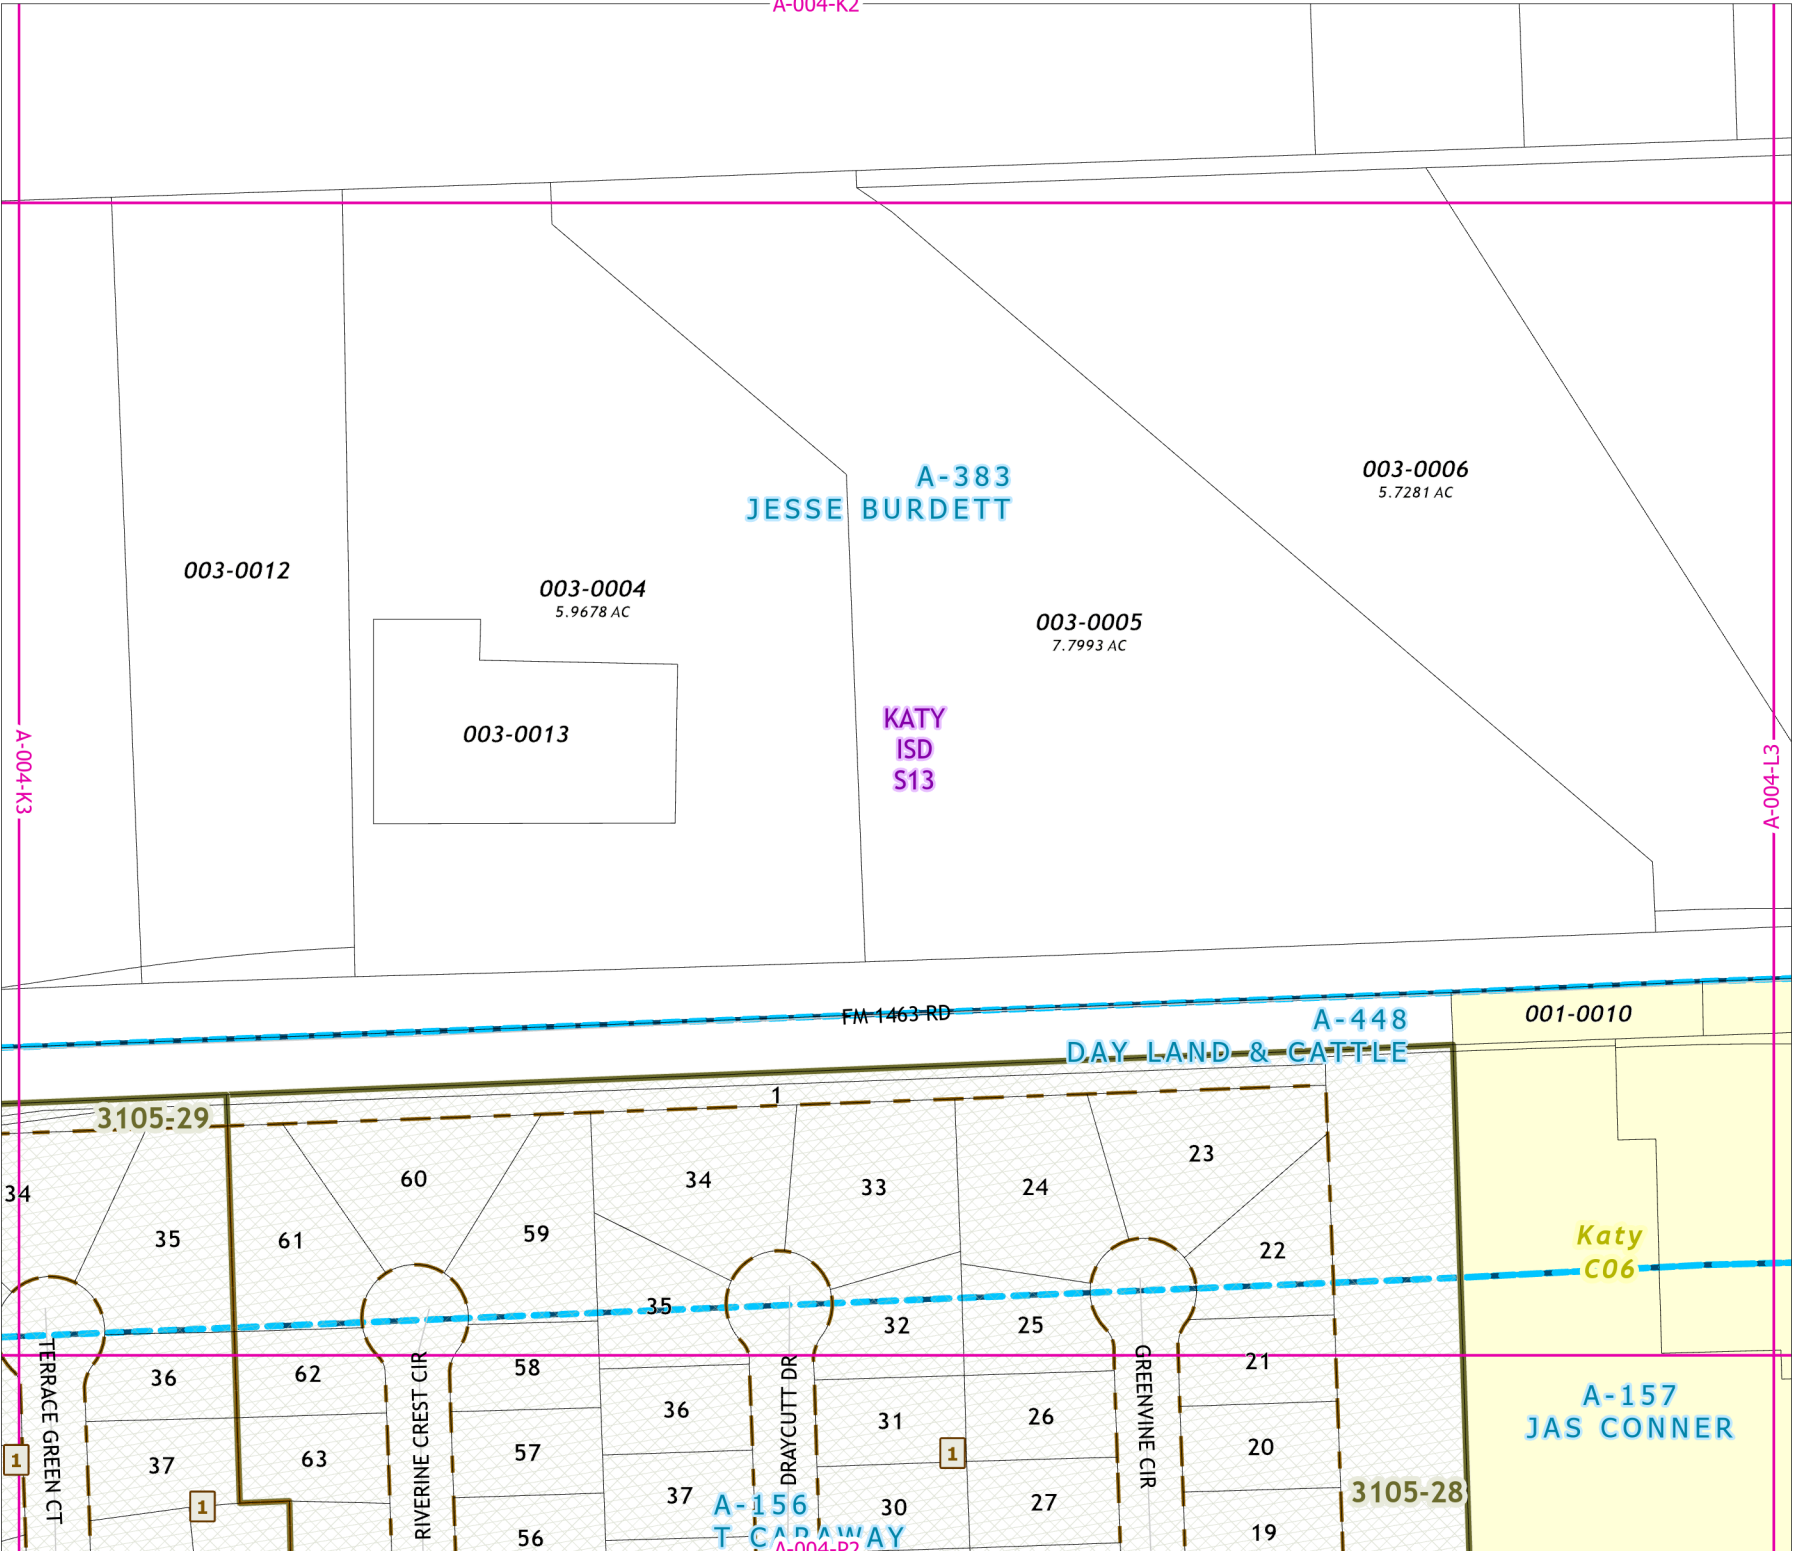 A-004-K2
A-383
JESSE BURDETT
003-0006
5.7281 AC
003-0012
003-0004
5.9678 AC
003-0005
7.7993 AC
KATY
ISD
S13
003-0013
A-004-K3
A-004-L3
FM 1463 RD
A-448
DAY LAND & CATTLE
001-0010
3105-29
1
34
35
61
60
59
34
33
24
23
22
Katy
C06
35
32
25
21
36
62
58
36
31
26
20
37
63
57
37
30
27
19
56
TERRACE GREEN CT
RIVERINE CREST CIR
DRAYCUTT DR
GREENVINE CIR
1
1
1
A-157
JAS CONNER
3105-28
A-156
T CARAWAY
A-004-P2